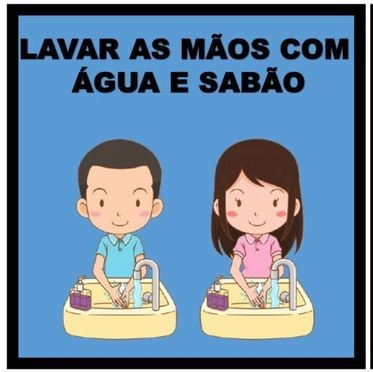 LAVAR AS MÃOS COM
ÁGUA E SABÃO